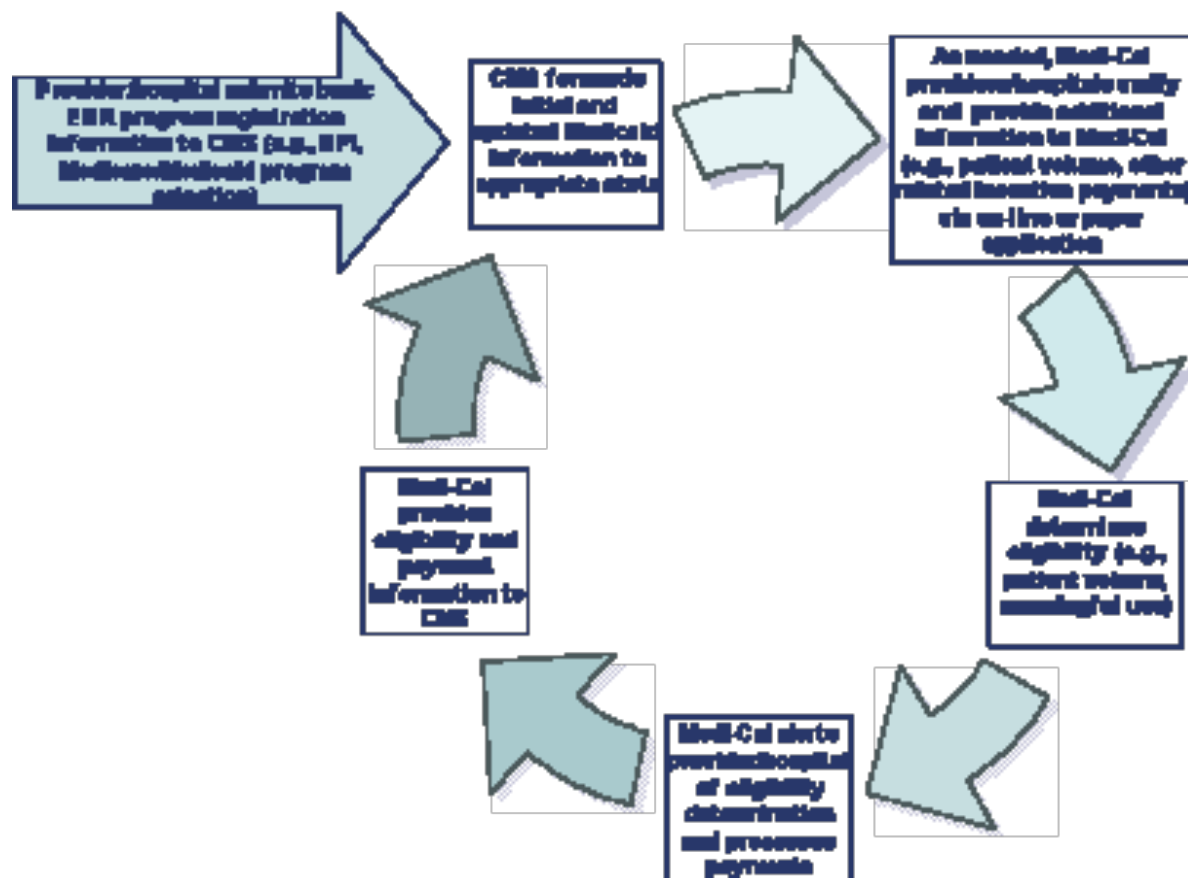 Provider/hospital submits basic
EHR program registration
information to CMS (e.g., NPI,
Medicare/Medicaid program
selection)
CMS forwards
initial and
updated Medicaid
information to
appropriate state
As needed, Medi-Cal
providers/hospitals verify
and provide additional
information to Medi-Cal
(e.g., patient volume, other
related incentive payments)
via on-line or paper
application
Medi-Cal
determines
eligibility (e.g.,
patient volume,
meaningful use)
Medi-Cal alerts
provider/hospital
of eligibility
determination
and processes
payments
Medi-Cal
provides
eligibility and
payment
information to
CMS